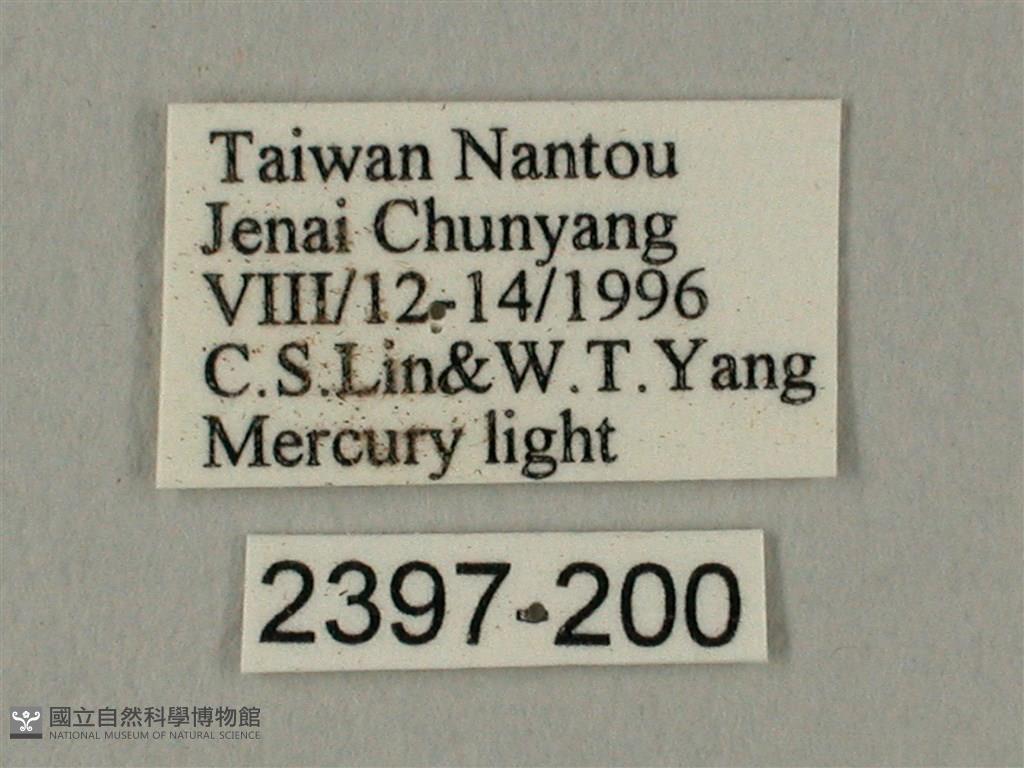 Taiwan Nantou
Jenai Chunyang
VIII/12-14/1996
C.S.Lin&W.T.Yang
Mercury light
2397-200
國立自然科學博物館
NATIONAL MUSEUM OF NATURAL SCIENCE